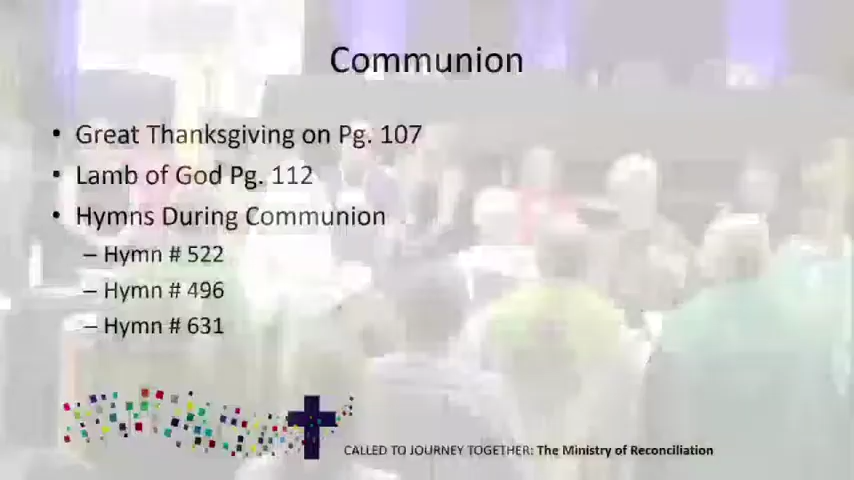 Communion
• Great Thanksgiving on Pg. 107
• Lamb of God Pg. 112
• Hymns During Communion
– Hymn # 522
– Hymn # 496
– Hymn # 631
CALLED TO JOURNEY TOGETHER: The Ministry of Reconciliation